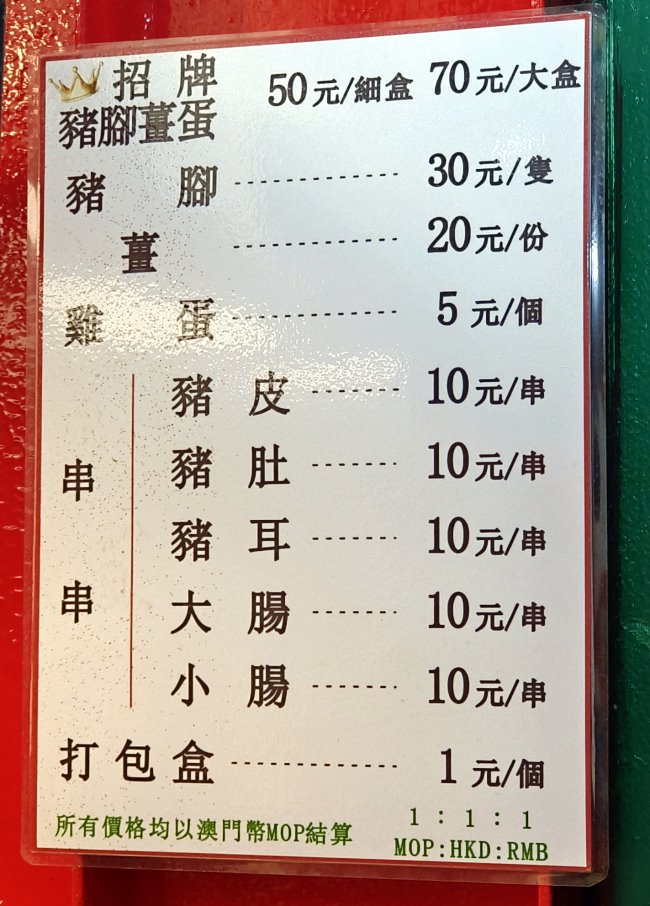 招牌 50元/細盒 70元/大盒
豬腳薑蛋
豬腳 ------------- 30元/隻
薑 ------------- 20元/份
雞蛋 ------------- 5元/個
串串
豬皮 ------- 10元/串
豬肚 ------- 10元/串
豬耳 ------- 10元/串
大腸 ------- 10元/串
小腸 ------- 10元/串
打包盒 ------------- 1元/個
所有價格均以澳門幣MOP結算
1 : 1 : 1
MOP:HKD:RMB